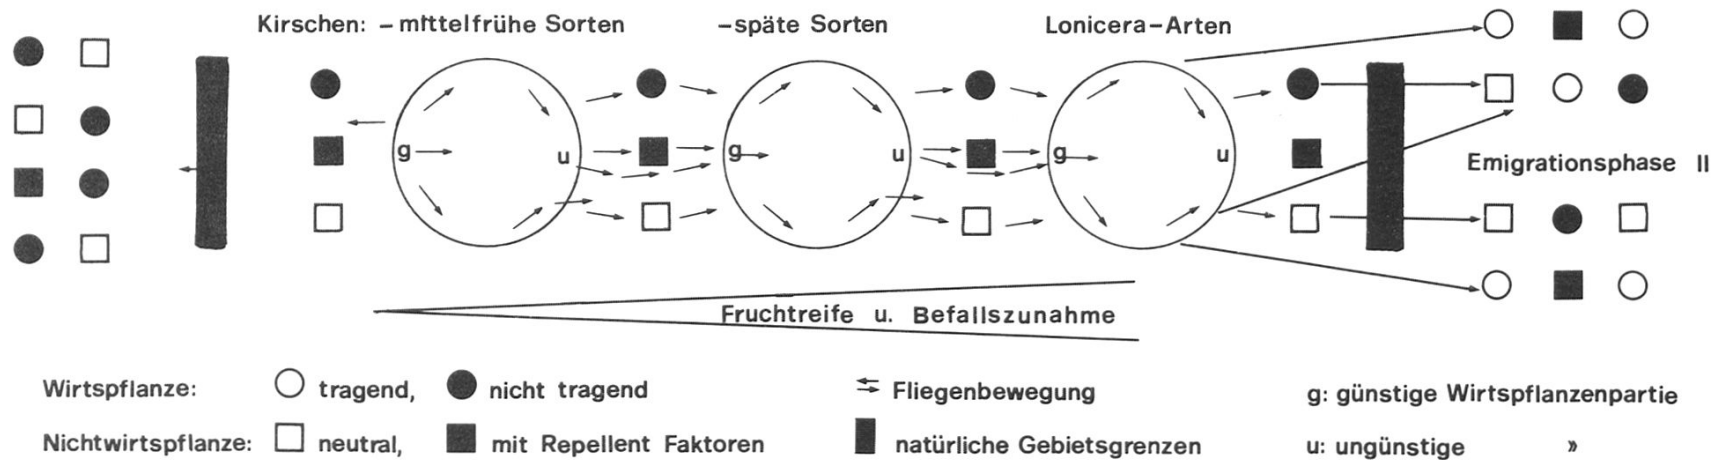 Kirschen: – mittelfrühe Sorten –späte Sorten Lonicera–Arten
g u g u g u
Emigrationsphase II
Fruchtreife u. Befallszunahme
Wirtspflanze: tragend, nicht tragend Fliegenbewegung g: günstige Wirtspflanzenpartie
Nichtwirtspflanze: neutral, mit Repellent Faktoren natürliche Gebietsgrenzen u: ungünstige »